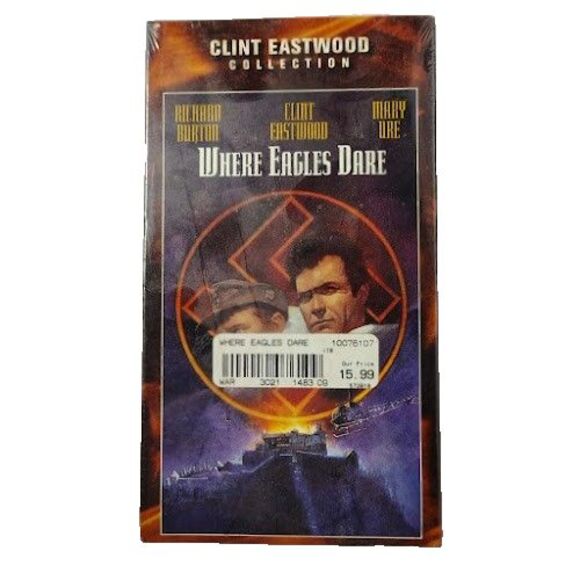 CLINT EASTWOOD
COLLECTION
RICHARD BURTON
CLINT EASTWOOD
MARY URE
WHERE EAGLES DARE
WHERE EAGLES DARE 10076107
Our Price
15.99
WAR 3021 1483 09